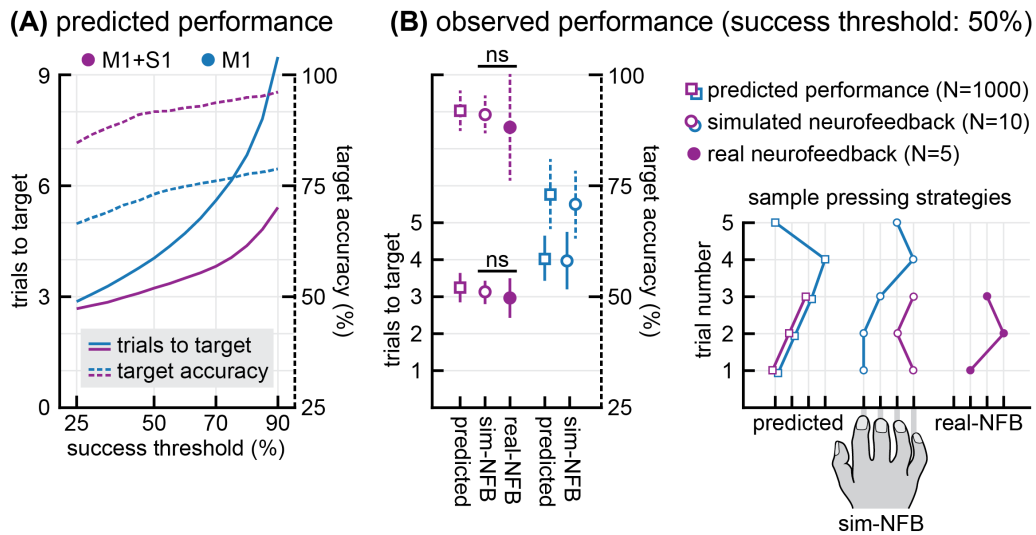 (A) predicted performance
M1+S1
M1
9
6
3
0
trials to target
100
75
50
25
target accuracy (%)
trials to target
target accuracy
25
50
70
90
success threshold (%)
(B) observed performance (success threshold: 50%)
ns
ns
5
4
3
2
1
trials to target
100
75
50
25
target accuracy (%)
predicted
sim-NFB
real-NFB
predicted
sim-NFB
predicted performance (N=1000)
simulated neurofeedback (N=10)
real neurofeedback (N=5)
sample pressing strategies
5
4
3
2
1
trial number
predicted
real-NFB
sim-NFB